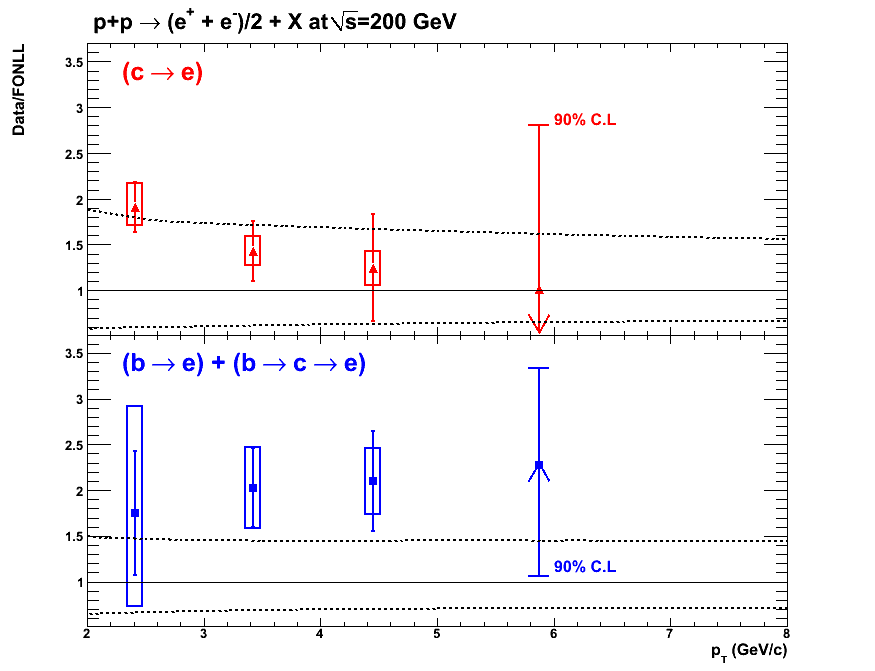 p+p → (e⁺ + e⁻)/2 + X at √s=200 GeV
Data/FONLL
(c → e)
90% C.L
3.5
3
2.5
2
1.5
1
(b → e) + (b → c → e)
90% C.L
3.5
3
2.5
2
1.5
1
2 3 4 5 6 7 8
p_T (GeV/c)